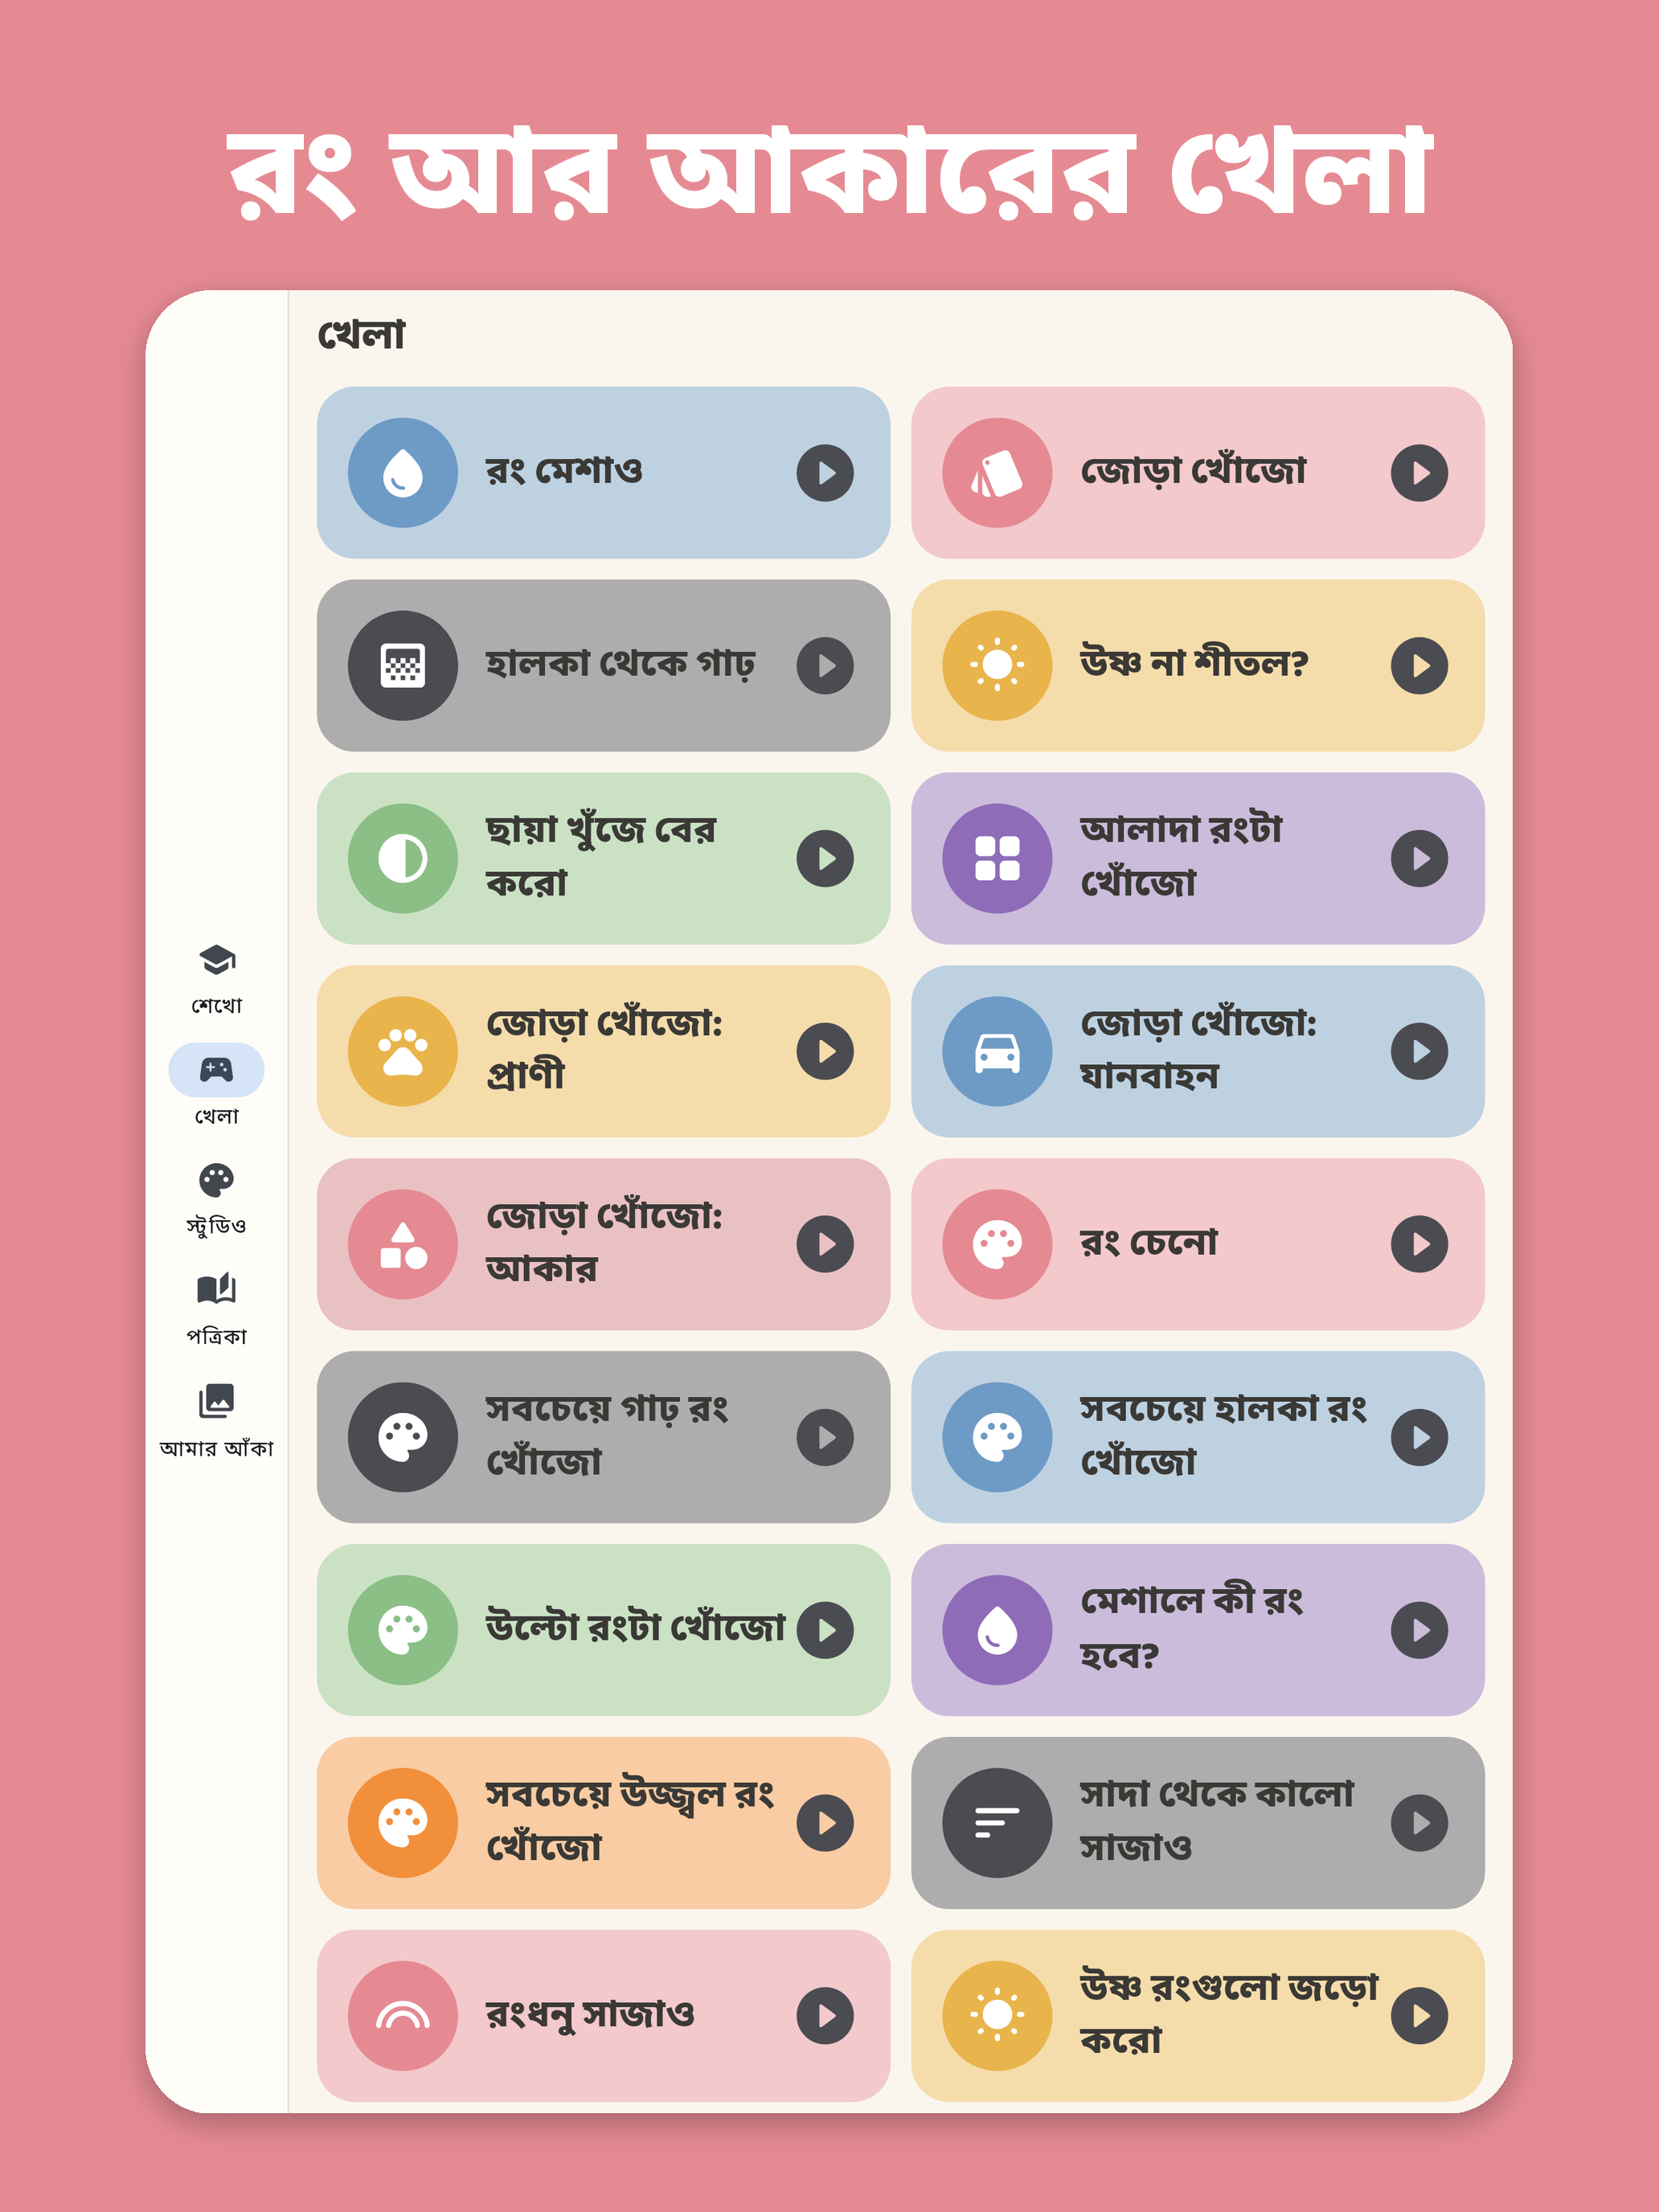 রং আর আকারের খেলা
খেলা
রং মেশাও
জোড়া খোঁজো
হালকা থেকে গাঢ়
উষ্ণ না শীতল?
ছায়া খুঁজে বের
করো
আলাদা রংটা
খোঁজো
জোড়া খোঁজো:
প্রাণী
জোড়া খোঁজো:
যানবাহন
জোড়া খোঁজো:
আকার
রং চেনো
সবচেয়ে গাঢ় রং
খোঁজো
সবচেয়ে হালকা রং
খোঁজো
উল্টো রংটা খোঁজো
মেশালে কী রং
হবে?
সবচেয়ে উজ্জ্বল রং
খোঁজো
সাদা থেকে কালো
সাজাও
রংধনু সাজাও
উষ্ণ রংগুলো জড়ো
করো
শেখো
খেলা
স্টুডিও
পত্রিকা
আমার আঁকা